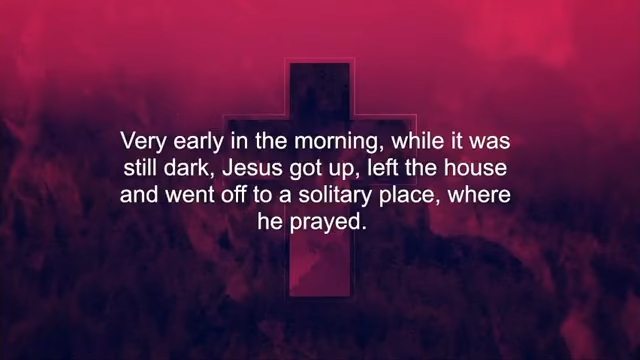 Very early in the morning, while it was
still dark, Jesus got up, left the house
and went off to a solitary place, where
he prayed.